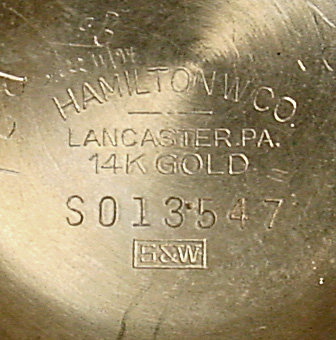 HAMILTON W CO.
LANCASTER.PA.
14K GOLD
S013547
S&W